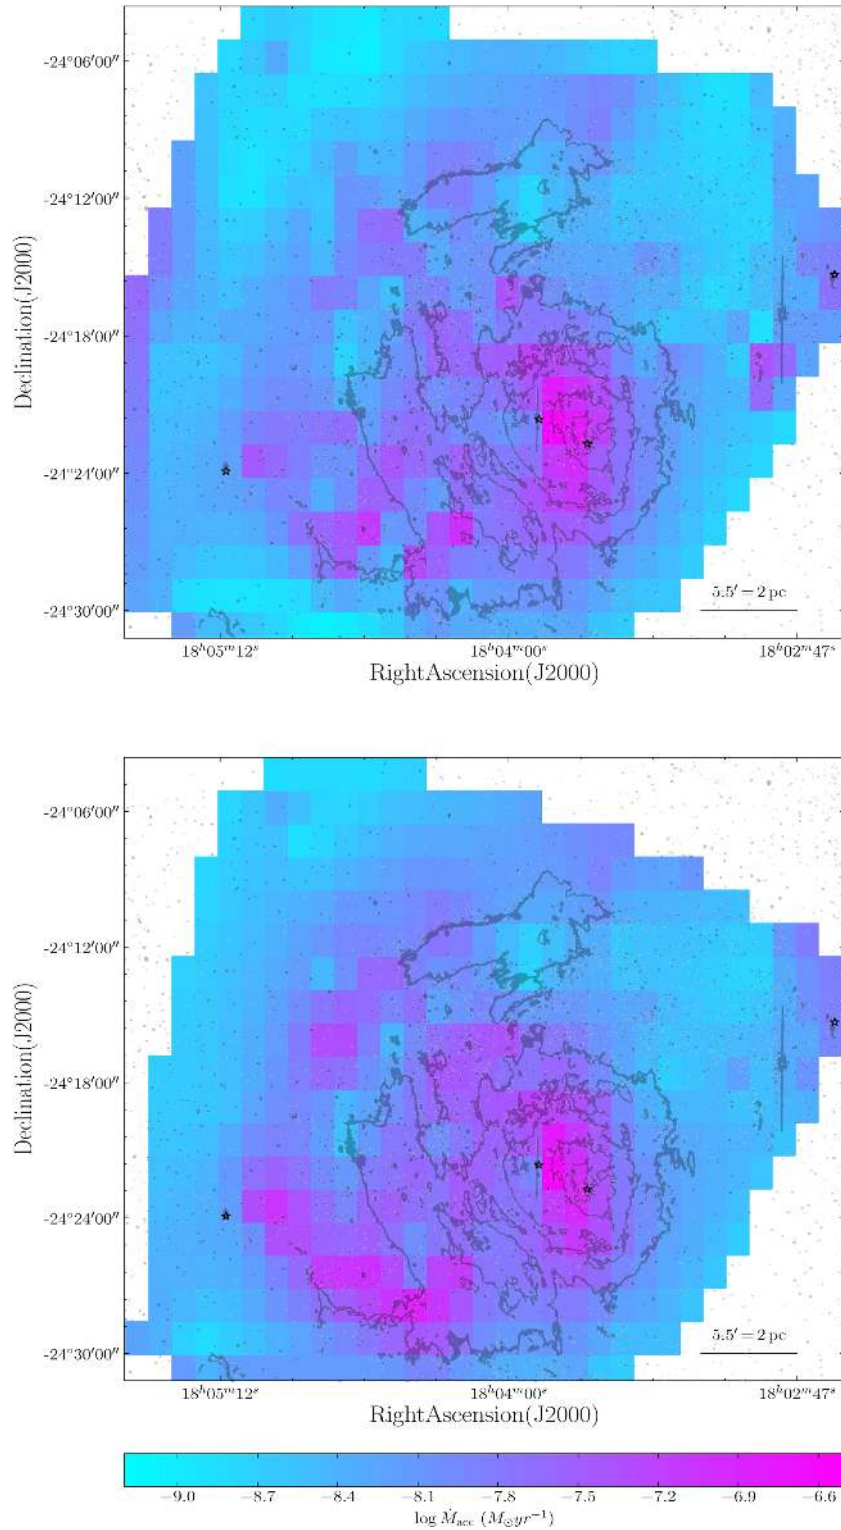 -24°06′00″
-24°12′00″
-24°18′00″
-21°24′00″
-24°30′00″
Declination(J2000)
5.5′ = 2 pc
18ʰ05ᵐ12ˢ
18ʰ04ᵐ00ˢ
18ʰ02ᵐ47ˢ
RightAscension(J2000)
-24°06′00″
-24°12′00″
-24°18′00″
-24°24′00″
-24°30′00″
Declination(J2000)
5.5′ = 2 pc
18ʰ05ᵐ12ˢ
18ʰ04ᵐ00ˢ
18ʰ02ᵐ47ˢ
RightAscension(J2000)
−9.0 −8.7 −8.4 −8.1 −7.8 −7.5 −7.2 −6.9 −6.6
log Ṁacc (M⊙yr⁻¹)